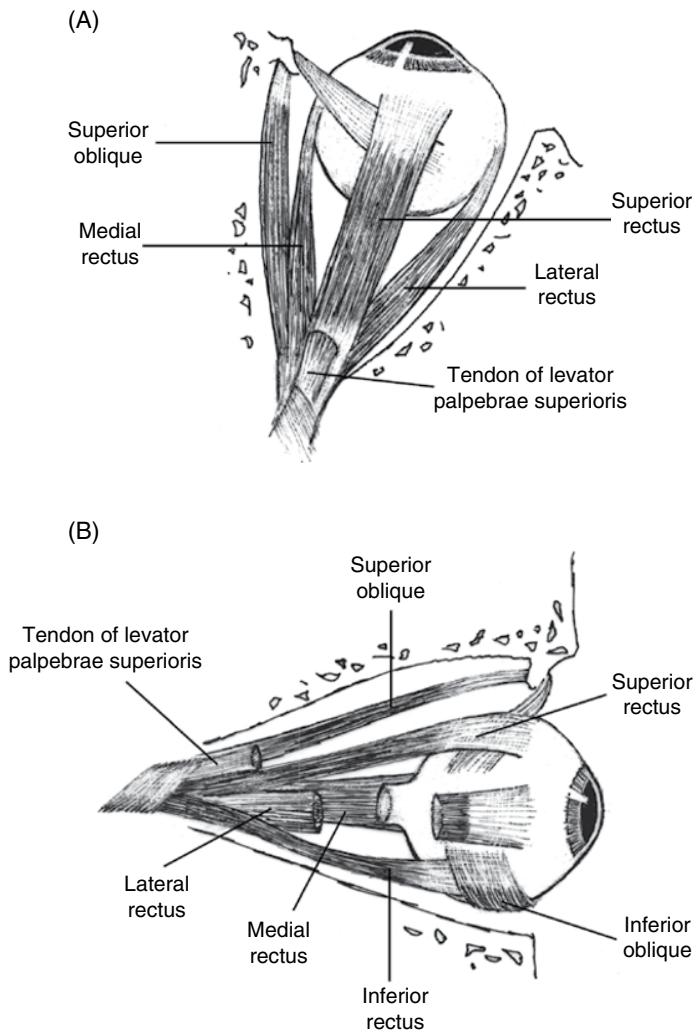 (A)
Superior
oblique
Medial
rectus
Superior
rectus
Lateral
rectus
Tendon of levator
palpebrae superioris
(B)
Superior
oblique
Tendon of levator
palpebrae superioris
Superior
rectus
Lateral
rectus
Medial
rectus
Inferior
oblique
Inferior
rectus